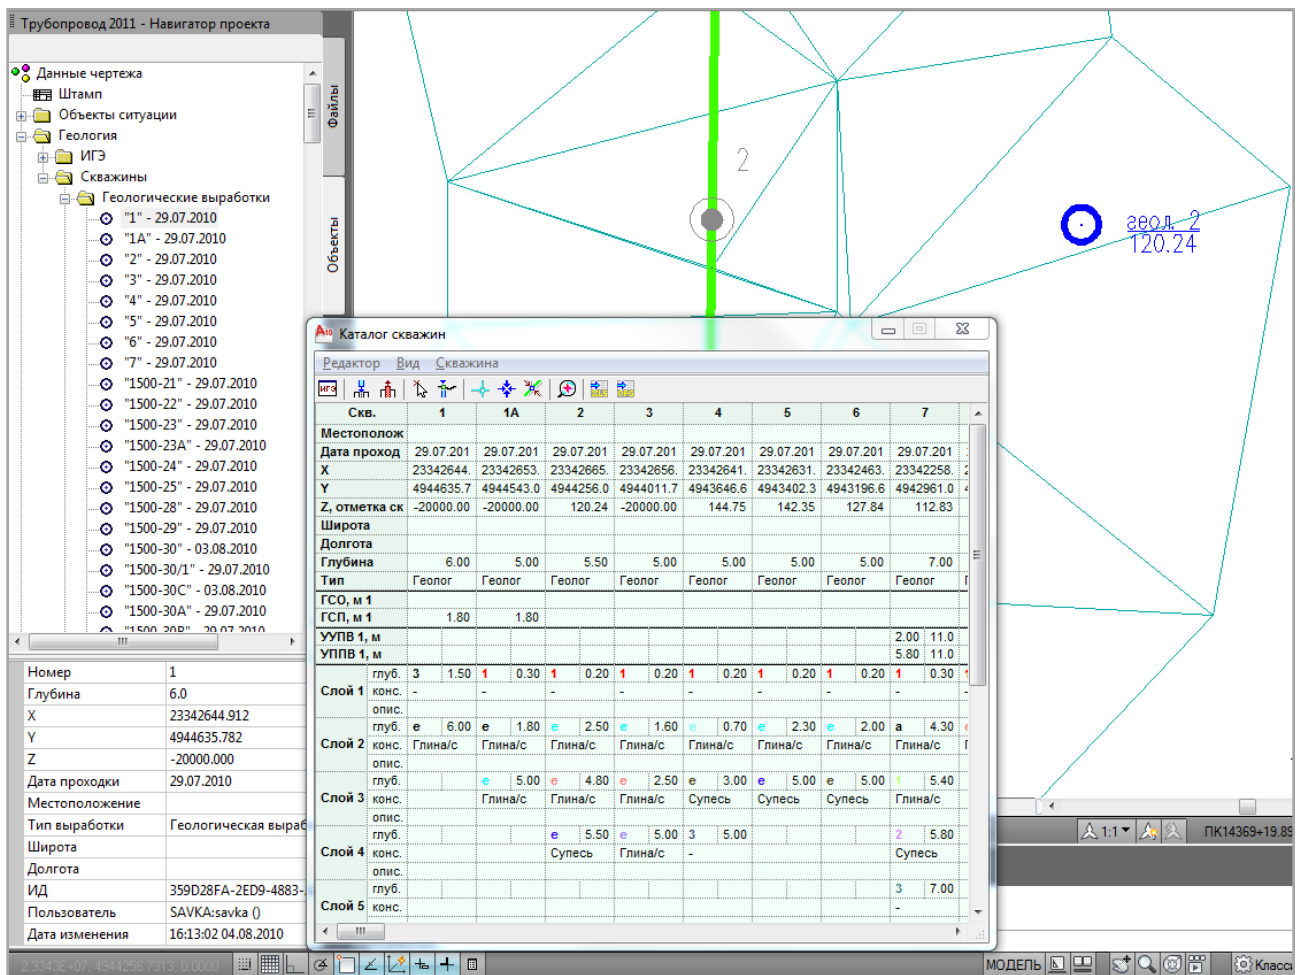 Трубопровод 2011 - Навигатор проекта
Данные чертежа
Штамп
Объекты ситуации
Геология
ИГЭ
Скважины
Геологические выработки
"1" - 29.07.2010
"1А" - 29.07.2010
"2" - 29.07.2010
"3" - 29.07.2010
"4" - 29.07.2010
"5" - 29.07.2010
"6" - 29.07.2010
"7" - 29.07.2010
"1500-21" - 29.07.2010
"1500-22" - 29.07.2010
"1500-23" - 29.07.2010
"1500-23А" - 29.07.2010
"1500-24" - 29.07.2010
"1500-25" - 29.07.2010
"1500-28" - 29.07.2010
"1500-29" - 29.07.2010
"1500-30" - 03.08.2010
"1500-30/1" - 29.07.2010
"1500-30С" - 03.08.2010
"1500-30А" - 29.07.2010
"1500-30В" - 29.07.2010
Файлы
Объекты
Номер 1
Глубина 6.0
X 23342644.912
Y 4944635.782
Z -20000.000
Дата проходки 29.07.2010
Местоположение
Тип выработки Геологическая выраб
Широта
Долгота
ИД 359D28FA-2ED9-4883-
Пользователь SAVKA:savka ()
Дата изменения 16:13:02 04.08.2010
2
геол. 2
120.24
Каталог скважин
Редактор Вид Скважина
ИГЭ
Скв. 1 1А 2 3 4 5 6 7
Местополож
Дата проход 29.07.201 29.07.201 29.07.201 29.07.201 29.07.201 29.07.201 29.07.201 29.07.201
X 23342644. 23342653. 23342665. 23342656. 23342641. 23342631. 23342463. 23342258. 2
Y 4944635.7 4944543.0 4944256.0 4944011.7 4943646.6 4943402.3 4943196.6 4942961.0 4
Z, отметка ск -20000.00 -20000.00 120.24 -20000.00 144.75 142.35 127.84 112.83
Широта
Долгота
Глубина 6.00 5.00 5.50 5.00 5.00 5.00 5.00 7.00
Тип Геолог Геолог Геолог Геолог Геолог Геолог Геолог Геолог
ГСО, м 1
ГСП, м 1 1.80 1.80
УУПВ 1, м 2.00 11.0
УППВ 1, м 5.80 11.0
Слой 1 глуб. 3 1.50 1 0.30 1 0.20 1 0.20 1 0.20 1 0.20 1 0.20 1 0.30
конс. - - - - - - - -
опис.
Слой 2 глуб. е 6.00 е 1.80 е 2.50 е 1.60 е 0.70 е 2.30 е 2.00 а 4.30
конс. Глина/с Глина/с Глина/с Глина/с Глина/с Глина/с Глина/с Глина/с
опис.
Слой 3 глуб. е 5.00 е 4.80 е 2.50 е 3.00 е 5.00 е 5.00 1 5.40
конс. Глина/с Глина/с Глина/с Супесь Супесь Супесь Глина/с
опис.
Слой 4 глуб. е 5.50 е 5.00 3 5.00 2 5.80
конс. Супесь Глина/с - Супесь
опис.
Слой 5 глуб. 3 7.00
конс. -
1:1
ПК14369+19.89
2.3343E+07, 4944256.7313, 0.0000
МОДЕЛЬ
Класси